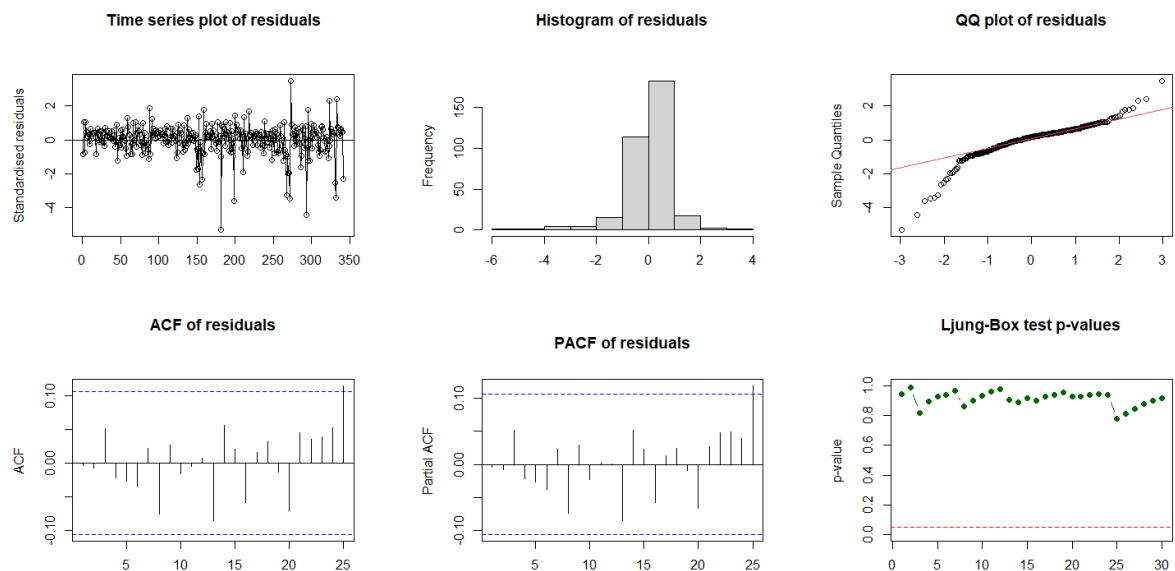 Time series plot of residuals
Standardised residuals
2
0
-2
-4
0 50 100 150 200 250 300 350
Histogram of residuals
Frequency
150
100
50
0
-6 -4 -2 0 2 4
QQ plot of residuals
Sample Quantiles
2
0
-2
-4
-3 -2 -1 0 1 2 3
ACF of residuals
ACF
0.10
0.00
-0.10
5 10 15 20 25
PACF of residuals
Partial ACF
0.10
0.00
-0.10
5 10 15 20 25
Ljung-Box test p-values
p-value
1.0
0.8
0.6
0.4
0.2
0.0
0 5 10 15 20 25 30